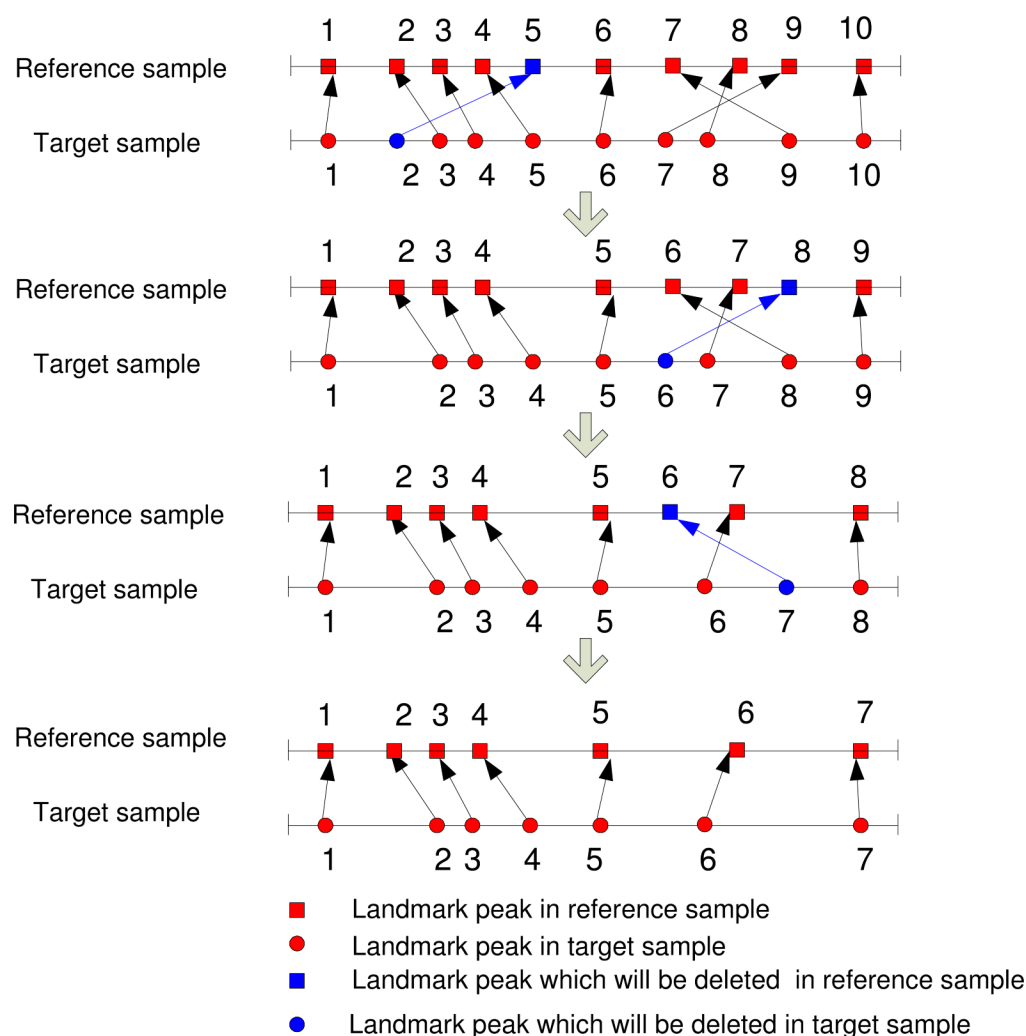 1 2 3 4 5 6 7 8 9 10
Reference sample
Target sample
1 2 3 4 5 6 7 8 9 10
1 2 3 4 5 6 7 8 9
Reference sample
Target sample
1 2 3 4 5 6 7 8 9
1 2 3 4 5 6 7 8
Reference sample
Target sample
1 2 3 4 5 6 7 8
1 2 3 4 5 6 7
Reference sample
Target sample
1 2 3 4 5 6 7
Landmark peak in reference sample
Landmark peak in target sample
Landmark peak which will be deleted in reference sample
Landmark peak which will be deleted in target sample